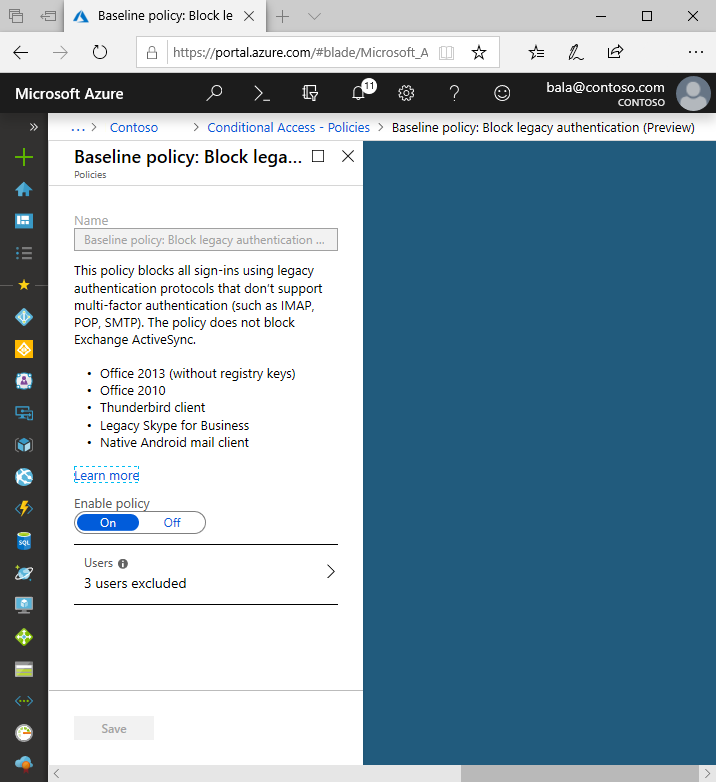 Baseline policy: Block le
https://portal.azure.com/#blade/Microsoft_A
Microsoft Azure
11
bala@contoso.com
CONTOSO
... > Contoso > Conditional Access - Policies > Baseline policy: Block legacy authentication (Preview)
Baseline policy: Block lega...
Policies
Name
Baseline policy: Block legacy authentication ...
This policy blocks all sign-ins using legacy
authentication protocols that don't support
multi-factor authentication (such as IMAP,
POP, SMTP). The policy does not block
Exchange ActiveSync.
• Office 2013 (without registry keys)
• Office 2010
• Thunderbird client
• Legacy Skype for Business
• Native Android mail client
Learn more
Enable policy
On Off
Users
3 users excluded
SQL
Save